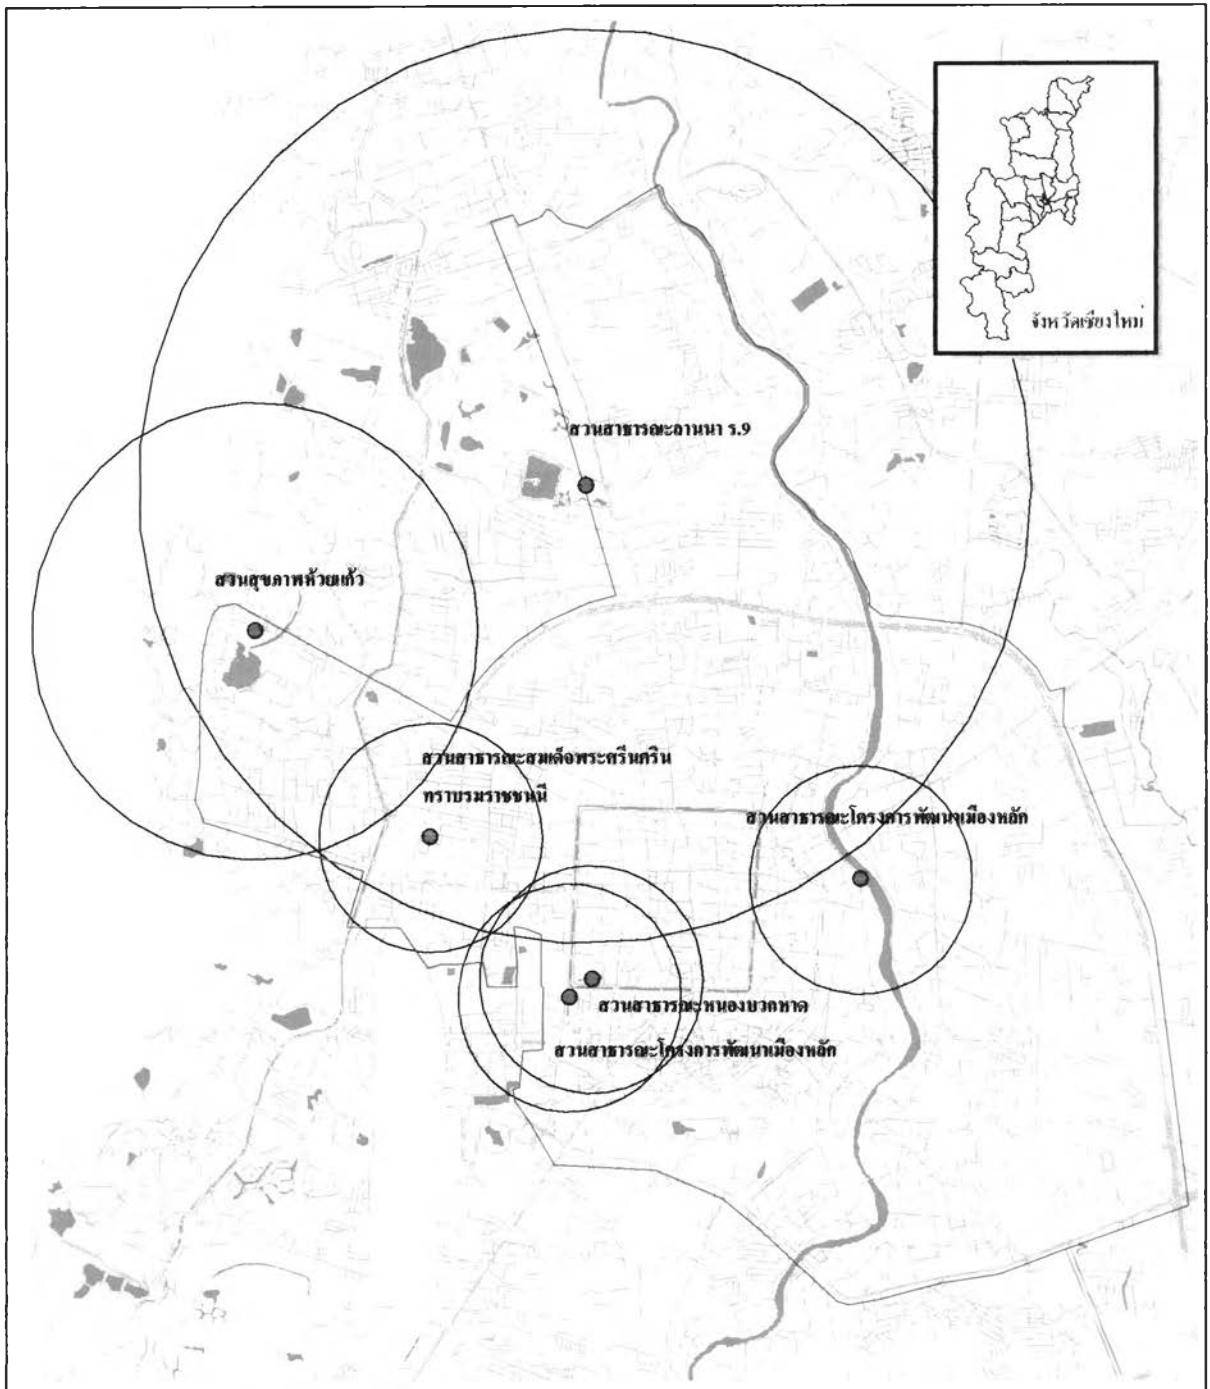 จังหวัดเชียงใหม่
สวนสาธารณะลานนา ร.9
สวนสุขภาพห้วยแก้ว
สวนสาธารณะสมเด็จพระศรีนคริน
ทราบรมราชชนนี
สวนสาธารณะโครงการพัฒนาเมืองหลัก
สวนสาธารณะหนองบวกหาด
สวนสาธารณะโครงการพัฒนาเมืองหลัก